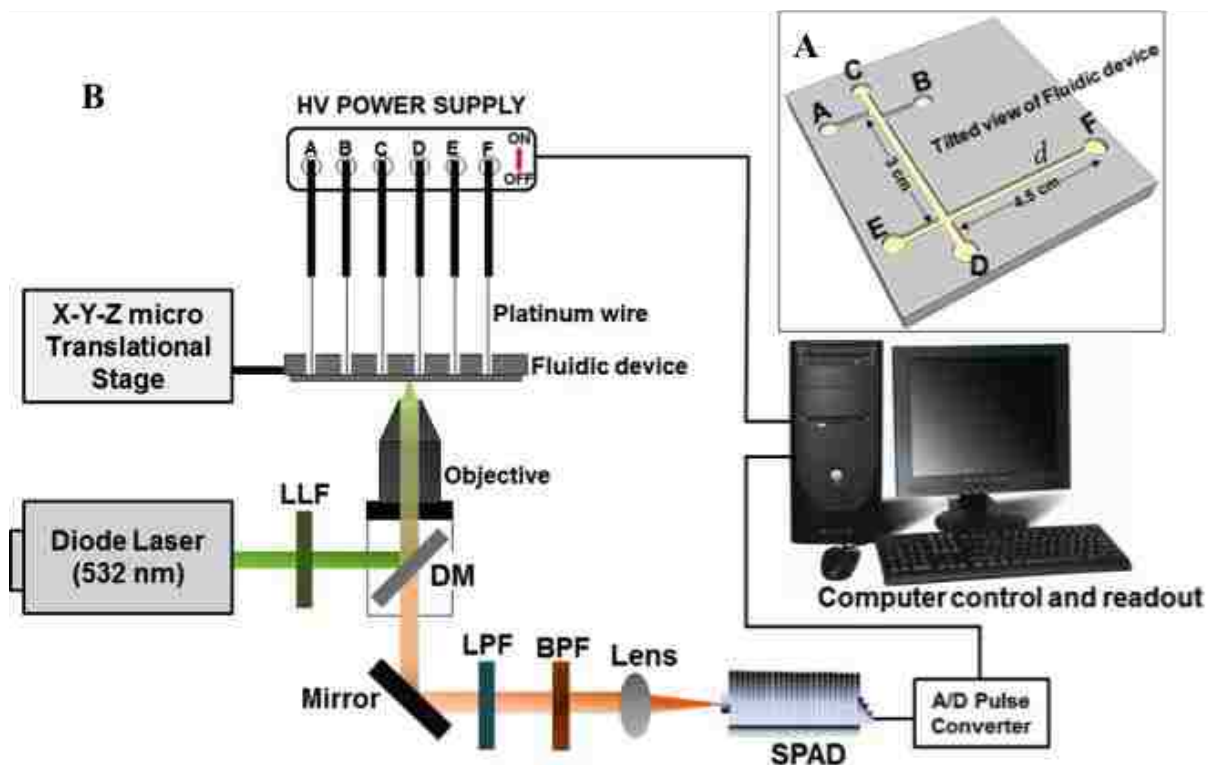 B
HV POWER SUPPLY
A B C D E F
ON
OFF
Platinum wire
X-Y-Z micro
Translational
Stage
Fluidic device
Objective
LLF
Diode Laser
(532 nm)
DM
LPF
BPF
Lens
Mirror
SPAD
A/D Pulse
Converter
Computer control and readout
A
C
B
A
Tilted view of Fluidic device
F
d
3 cm
4.5 cm
E
D